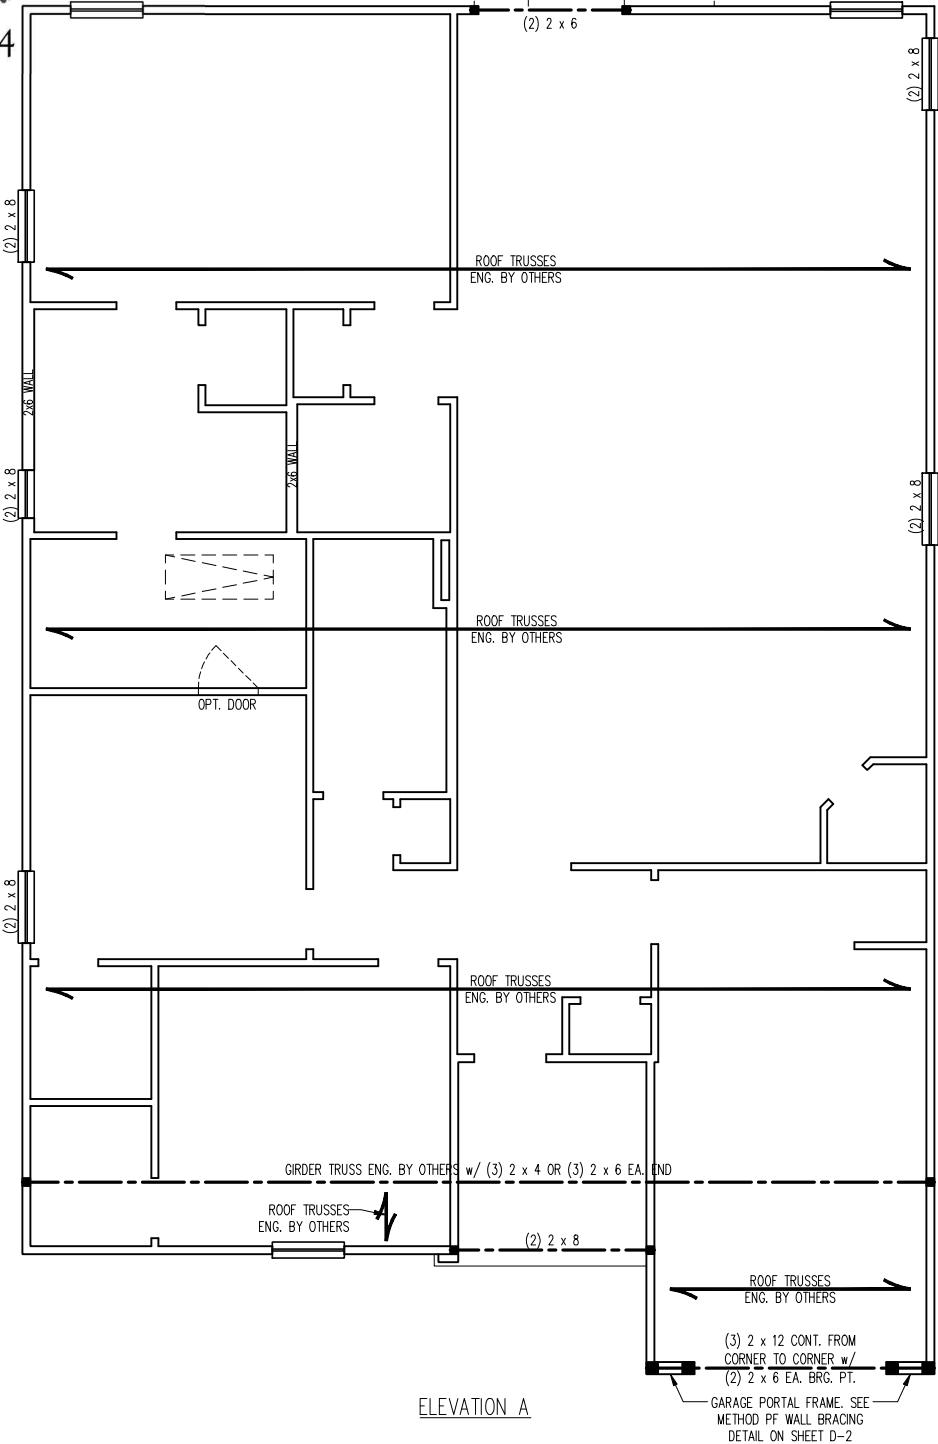 4
(2) 2 x 6
(2) 2 x 8
(2) 2 x 8
ROOF TRUSSES
ENG. BY OTHERS
2x6 WALL
2x6 WALL
(2) 2 x 8
(2) 2 x 8
ROOF TRUSSES
ENG. BY OTHERS
OPT. DOOR
(2) 2 x 8
ROOF TRUSSES
ENG. BY OTHERS
GIRDER TRUSS ENG. BY OTHERS w/ (3) 2 x 4 OR (3) 2 x 6 EA. END
ROOF TRUSSES
ENG. BY OTHERS
(2) 2 x 8
ROOF TRUSSES
ENG. BY OTHERS
(3) 2 x 12 CONT. FROM
CORNER TO CORNER w/
(2) 2 x 6 EA. BRG. PT.
GARAGE PORTAL FRAME. SEE
METHOD PF WALL BRACING
DETAIL ON SHEET D-2
ELEVATION A